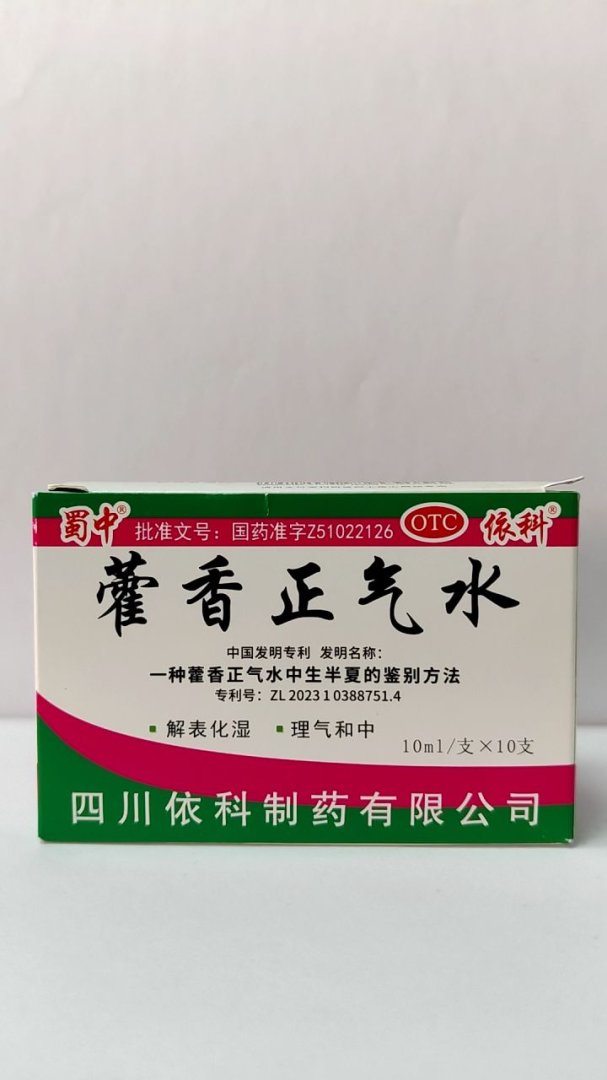 蜀中® 批准文号：国药准字Z51022126 OTC 依科®
藿香正气水
中国发明专利 发明名称：
一种藿香正气水中生半夏的鉴别方法
专利号：ZL 2023 1 0388751.4
▪ 解表化湿 ▪ 理气和中
10ml/支×10支
四川依科制药有限公司